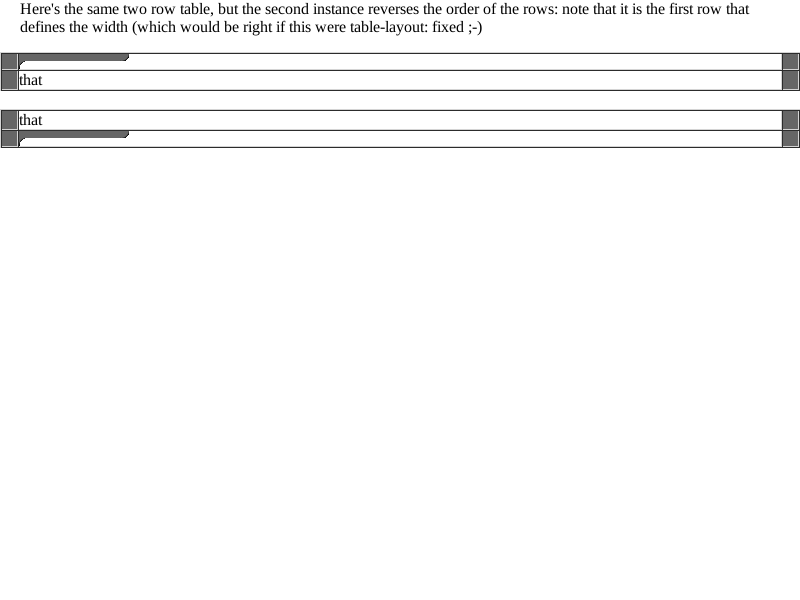 Here's the same two row table, but the second instance reverses the order of the rows: note that it is the first row that
defines the width (which would be right if this were table-layout: fixed ;-)
that
that